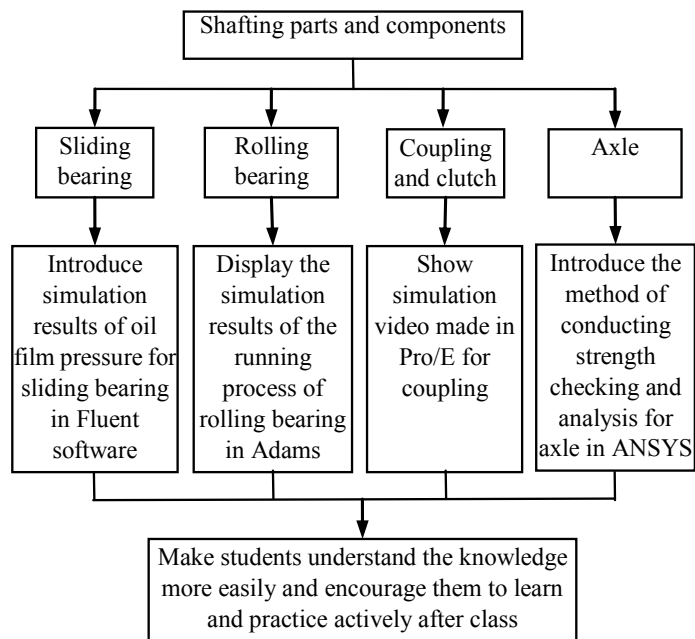 Shafting parts and components
Sliding
bearing
Rolling
bearing
Coupling
and clutch
Axle
Introduce
simulation
results of oil
film pressure for
sliding bearing
in Fluent
software
Display the
simulation
results of the
running
process of
rolling bearing
in Adams
Show
simulation
video made in
Pro/E for
coupling
Introduce the
method of
conducting
strength
checking and
analysis for
axle in ANSYS
Make students understand the knowledge
more easily and encourage them to learn
and practice actively after class